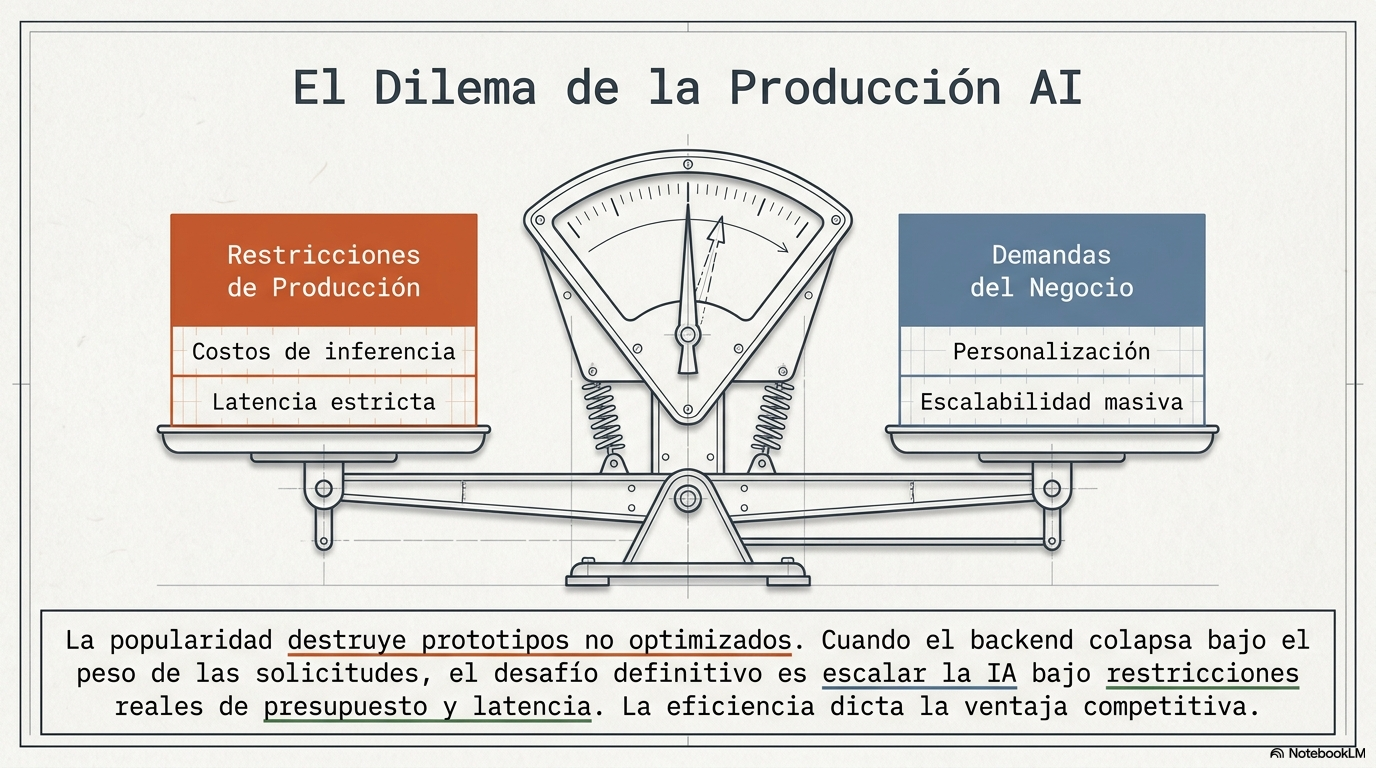 El Dilema de la Producción AI
Restricciones
de Producción
Costos de inferencia
Latencia estricta
Demandas
del Negocio
Personalización
Escalabilidad masiva
La popularidad destruye prototipos no optimizados. Cuando el backend colapsa bajo el
peso de las solicitudes, el desafío definitivo es escalar la IA bajo restricciones
reales de presupuesto y latencia. La eficiencia dicta la ventaja competitiva.
NotebookLM